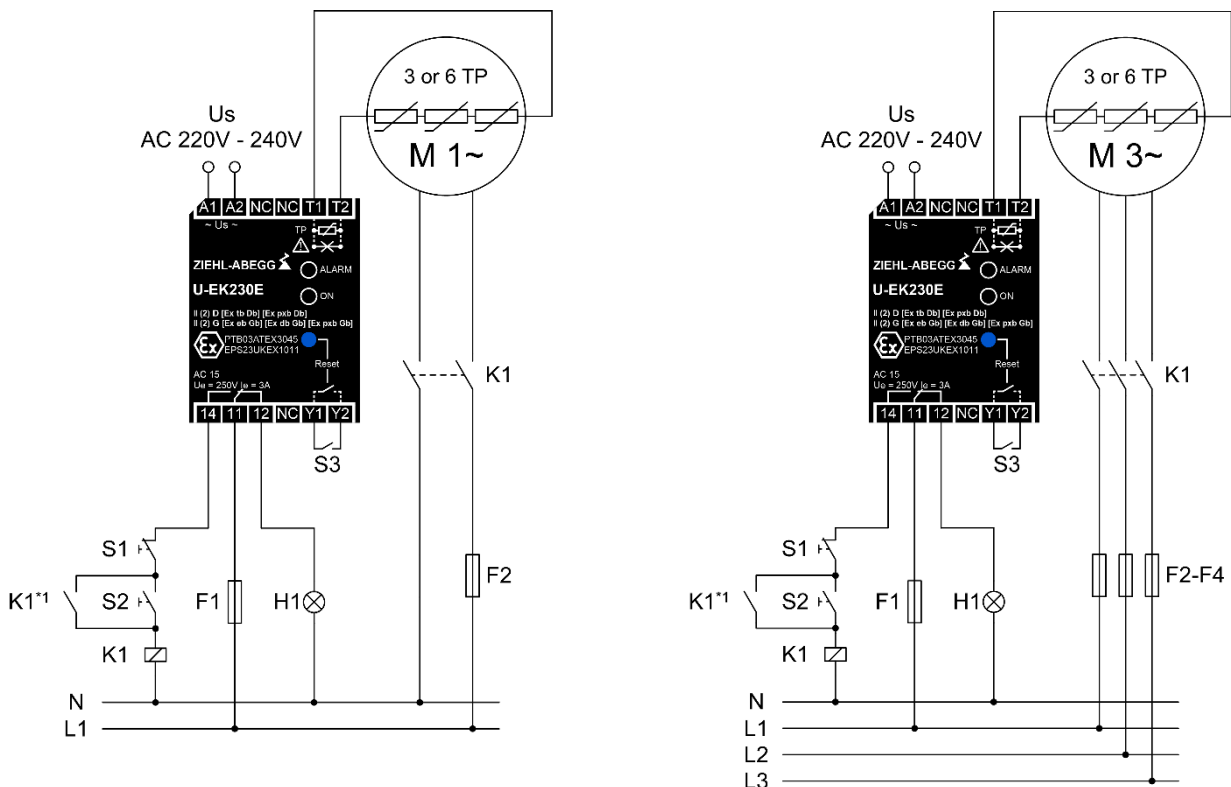 3 or 6 TP
M 1~
Us
AC 220V - 240V
A1 A2 NC NC T1 T2
~ Us ~
TP
ZIEHL-ABEGG
ALARM
U-EK230E
ON
II (2) D [Ex tb Db] [Ex pxb Db]
II (2) G [Ex eb Gb] [Ex db Gb] [Ex pxb Gb]
Ex
PTB03ATEX3045
EPS23UKEX1011
Reset
AC 15
Ue = 250V Ie = 3A
14 11 12 NC Y1 Y2
S3
K1
S1
K1*1
S2
F1
H1
F2
K1
N
L1
3 or 6 TP
M 3~
Us
AC 220V - 240V
A1 A2 NC NC T1 T2
~ Us ~
TP
ZIEHL-ABEGG
ALARM
U-EK230E
ON
II (2) D [Ex tb Db] [Ex pxb Db]
II (2) G [Ex eb Gb] [Ex db Gb] [Ex pxb Gb]
Ex
PTB03ATEX3045
EPS23UKEX1011
Reset
AC 15
Ue = 250V Ie = 3A
14 11 12 NC Y1 Y2
S3
K1
S1
K1*1
S2
F1
H1
F2-F4
K1
N
L1
L2
L3